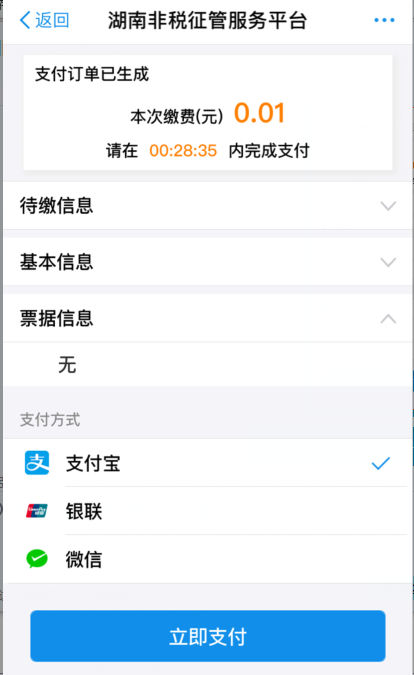 返回
湖南非税征管服务平台
支付订单已生成
本次缴费(元) 0.01
请在 00:28:35 内完成支付
待缴信息
基本信息
票据信息
无
支付方式
支付宝
银联
微信
立即支付